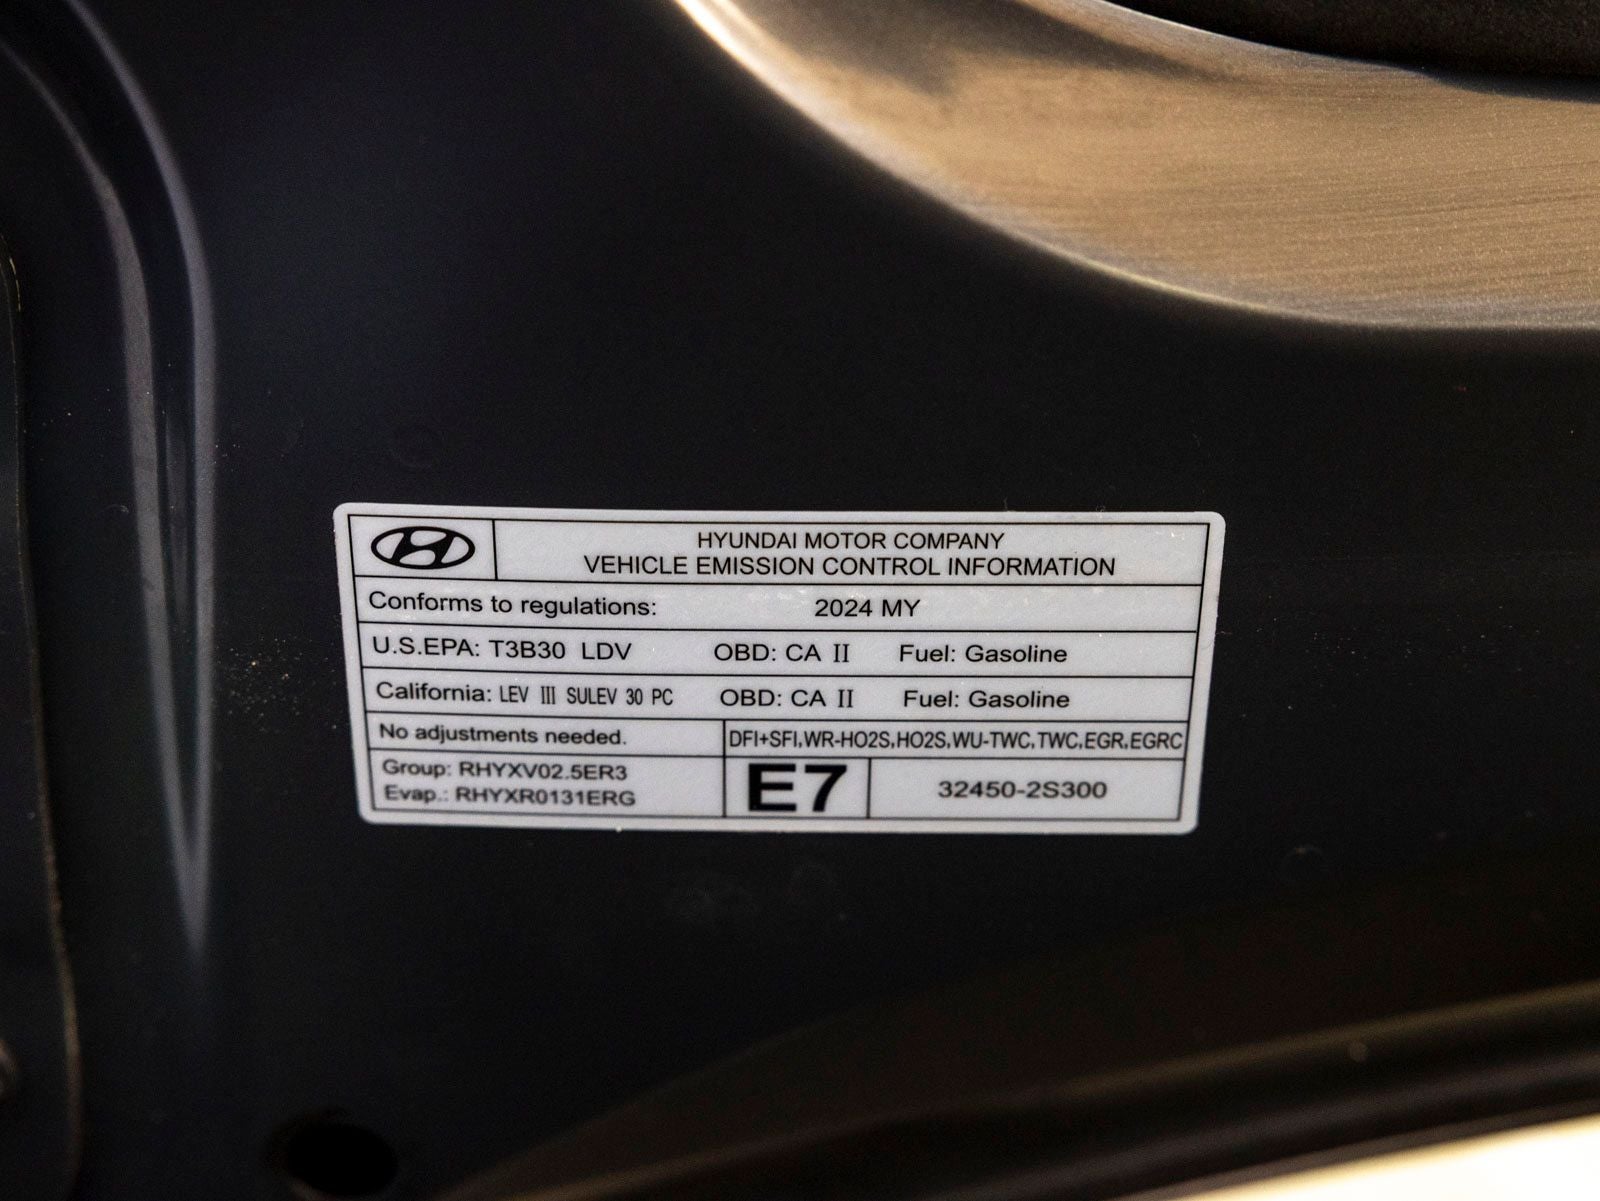 HYUNDAI MOTOR COMPANY
VEHICLE EMISSION CONTROL INFORMATION
Conforms to regulations: 2024 MY
U.S.EPA: T3B30 LDV OBD: CA II Fuel: Gasoline
California: LEV III SULEV 30 PC OBD: CA II Fuel: Gasoline
No adjustments needed. DFI+SFI,WR-HO2S,HO2S,WU-TWC,TWC,EGR,EGRC
Group: RHYXV02.5ER3
Evap.: RHYXR0131ERG
E7 32450-2S300